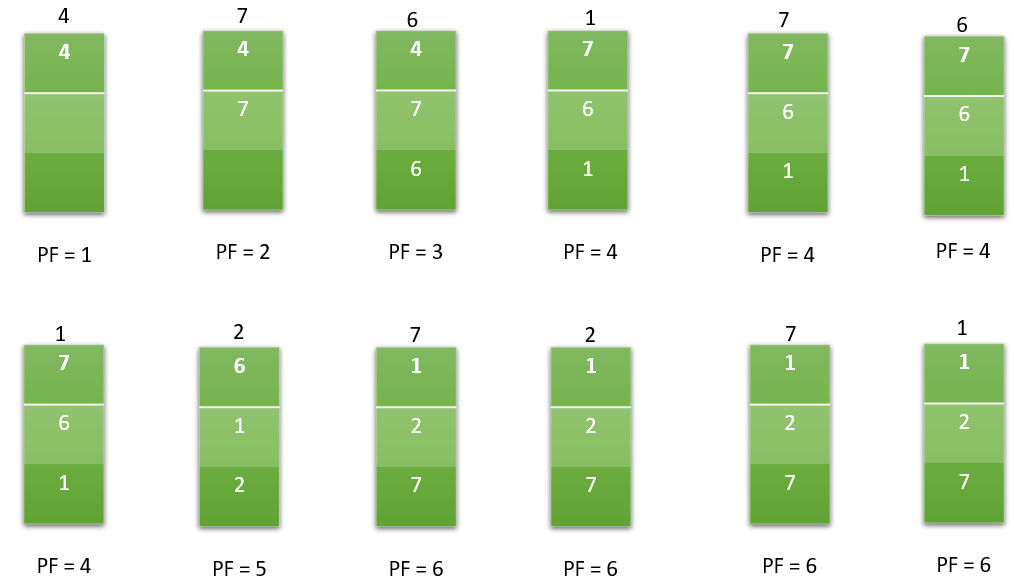 4 7 6 1 7 6
4 4 4 7 7 7
7 7 6 6 6
6 1 1 1
PF = 1 PF = 2 PF = 3 PF = 4 PF = 4 PF = 4
1 2 7 2 7 1
7 6 1 1 1 1
6 1 2 2 2 2
1 2 7 7 7 7
PF = 4 PF = 5 PF = 6 PF = 6 PF = 6 PF = 6